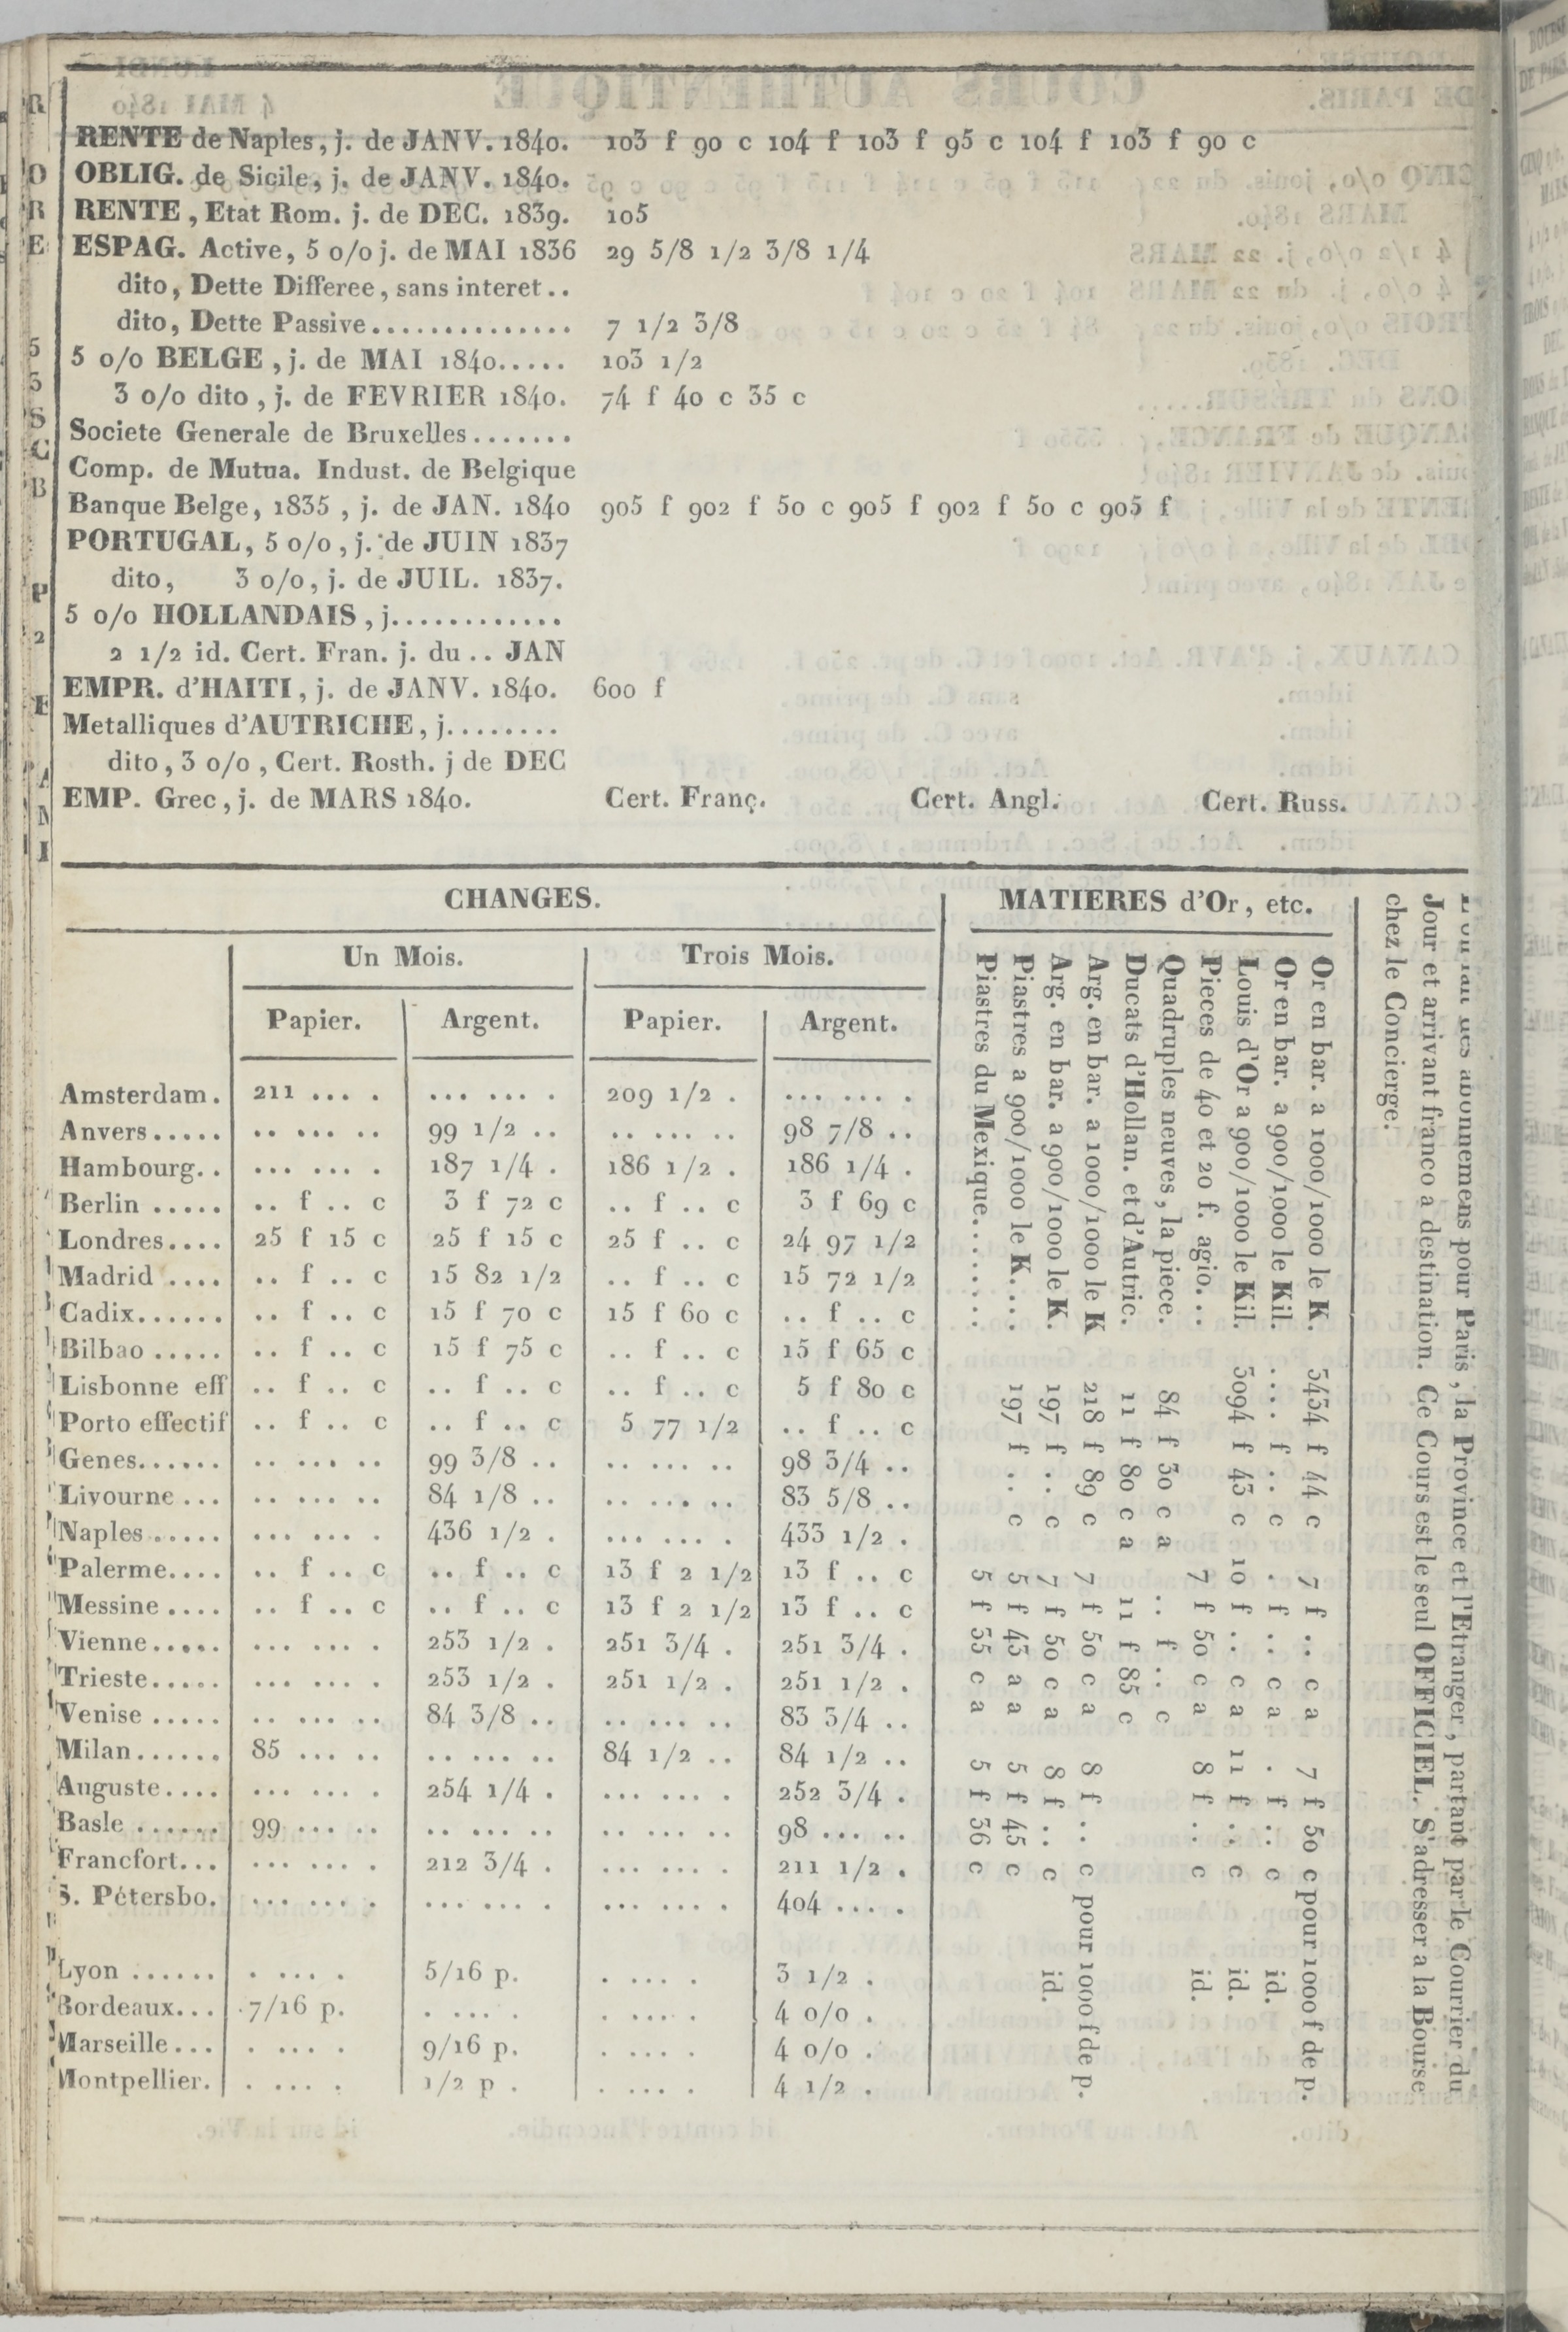 RENTE de Naples, j. de JANV. 1840. 103 f 90 c 104 f 103 f 95 c 104 f 103 f 90 c
OBLIG. de Sicile, j. de JANV. 1840.
RENTE, Etat Rom. j. de DEC. 1839. 105
ESPAG. Active, 5 o/o j. de MAI 1836 29 5/8 1/2 3/8 1/4
dito, Dette Differee, sans interet..
dito, Dette Passive.............. 7 1/2 3/8
5 o/o BELGE, j. de MAI 1840..... 103 1/2
3 o/o dito, j. de FEVRIER 1840. 74 f 40 c 35 c
Societe Generale de Bruxelles.......
Comp. de Mutua. Indust. de Belgique
Banque Belge, 1835, j. de JAN. 1840 905 f 902 f 50 c 905 f 902 f 50 c 905 f
PORTUGAL, 5 o/o, j. de JUIN 1837
dito, 3 o/o, j. de JUIL. 1837.
5 o/o HOLLANDAIS, j............
2 1/2 id. Cert. Fran. j. du .. JAN
EMPR. d'HAITI, j. de JANV. 1840. 600 f
Metalliques d'AUTRICHE, j........
dito, 3 o/o, Cert. Rosth. j de DEC
EMP. Grec, j. de MARS 1840. Cert. Franç. Cert. Angl. Cert. Russ.
CHANGES.
Un Mois. Trois Mois.
Papier. Argent. Papier. Argent.
Amsterdam. 211 ... . ... ... . 209 1/2 . ... ... .
Anvers..... .. ... .. 99 1/2 .. .. ... .. 98 7/8 ..
Hambourg.. ... ... . 187 1/4 . 186 1/2 . 186 1/4 .
Berlin ..... .. f .. c 3 f 72 c .. f .. c 3 f 69 c
Londres.... 25 f 15 c 25 f 15 c 25 f .. c 24 97 1/2
Madrid .... .. f .. c 15 82 1/2 .. f .. c 15 72 1/2
Cadix...... .. f .. c 15 f 70 c 15 f 60 c .. f .. c
Bilbao ..... .. f .. c 15 f 75 c .. f .. c 15 f 65 c
Lisbonne eff .. f .. c .. f .. c .. f .. c 5 f 80 c
Porto effectif .. f .. c .. f .. c 5 77 1/2 .. f .. c
Genes...... .. ... .. 99 3/8 .. .. ... .. 98 3/4 ..
Livourne ... .. ... .. 84 1/8 .. .. ... .. 83 5/8 ..
Naples ..... ... ... . 436 1/2 . ... ... . 433 1/2 .
Palerme.... .. f .. c .. f .. c 13 f 2 1/2 13 f .. c
Messine .... .. f .. c .. f .. c 13 f 2 1/2 13 f .. c
Vienne..... ... ... . 253 1/2 . 251 3/4 . 251 3/4 .
Trieste..... ... ... . 253 1/2 . 251 1/2 . 251 1/2 .
Venise ..... .. ... .. 84 3/8 .. .. ... .. 83 3/4 ..
Milan...... 85 ... .. .. ... .. 84 1/2 .. 84 1/2 ..
Auguste.... ... ... . 254 1/4 . ... ... . 252 3/4 .
Basle ...... 99 ... .. .. ... .. .. ... .. 98 ... ..
Francfort... ... ... . 212 3/4 . ... ... . 211 1/2 .
S. Pétersbo. ... ... . ... ... . ... ... . 404 ... .
Lyon ...... . ... . 5/16 p. . ... . 3 1/2 .
Bordeaux... 7/16 p. . ... . . ... . 4 o/o .
Marseille... . ... . 9/16 p. . ... . 4 o/o .
Montpellier. . ... . 1/2 p . . ... . 4 1/2 .
MATIERES d'Or, etc.
Or en bar. a 1000/1000 le K. 3434 f 44 c 7 f .. c a 7 f 50 c pour 1000 f de p.
Or en bar. a 900/1000 le Kil. .... f .. c . f .. c a . f .. c id.
Louis d'Or a 900/1000 le Kil. 3094 f 43 c 10 f .. c a 11 f .. c id.
Pieces de 40 et 20 f. agio... 7 f 50 c a 8 f .. c id.
Quadruples neuves, la piece. 84 f 30 c a .. f .. c
Ducats d'Hollan. et d'Autric. 11 f 80 c a 11 f 85 c
Arg. en bar. a 1000/1000 le K 218 f 89 c 7 f 50 c a 8 f .. c pour 1000 f de p.
Arg. en bar. a 900/1000 le K. 197 f .. c 7 f 50 c a 8 f .. c id.
Piastres a 900/1000 le K.... 197 f .. c 5 f 43 a a 5 f 45 c
Piastres du Mexique....... 5 f 35 c a 5 f 36 c
des abonnemens pour Paris, la Province et l'Etranger, partant par le Courrier du
Jour et arrivant franco a destination. Ce Cours est le seul OFFICIEL. S'adresser a la Bourse
chez le Concierge.